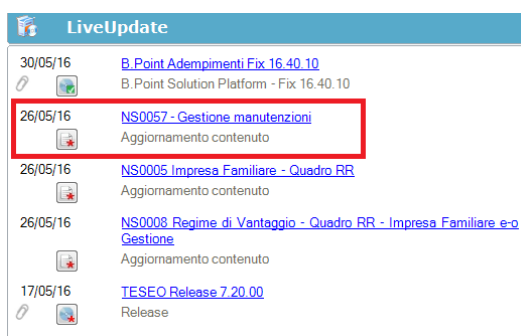 LiveUpdate
30/05/16 B.Point Adempimenti Fix 16.40.10
B.Point Solution Platform - Fix 16.40.10
26/05/16 NS0057 - Gestione manutenzioni
Aggiornamento contenuto
26/05/16 NS0005 Impresa Familiare - Quadro RR
Aggiornamento contenuto
26/05/16 NS0008 Regime di Vantaggio - Quadro RR - Impresa Familiare e-o
Gestione
Aggiornamento contenuto
17/05/16 TESEO Release 7.20.00
Release